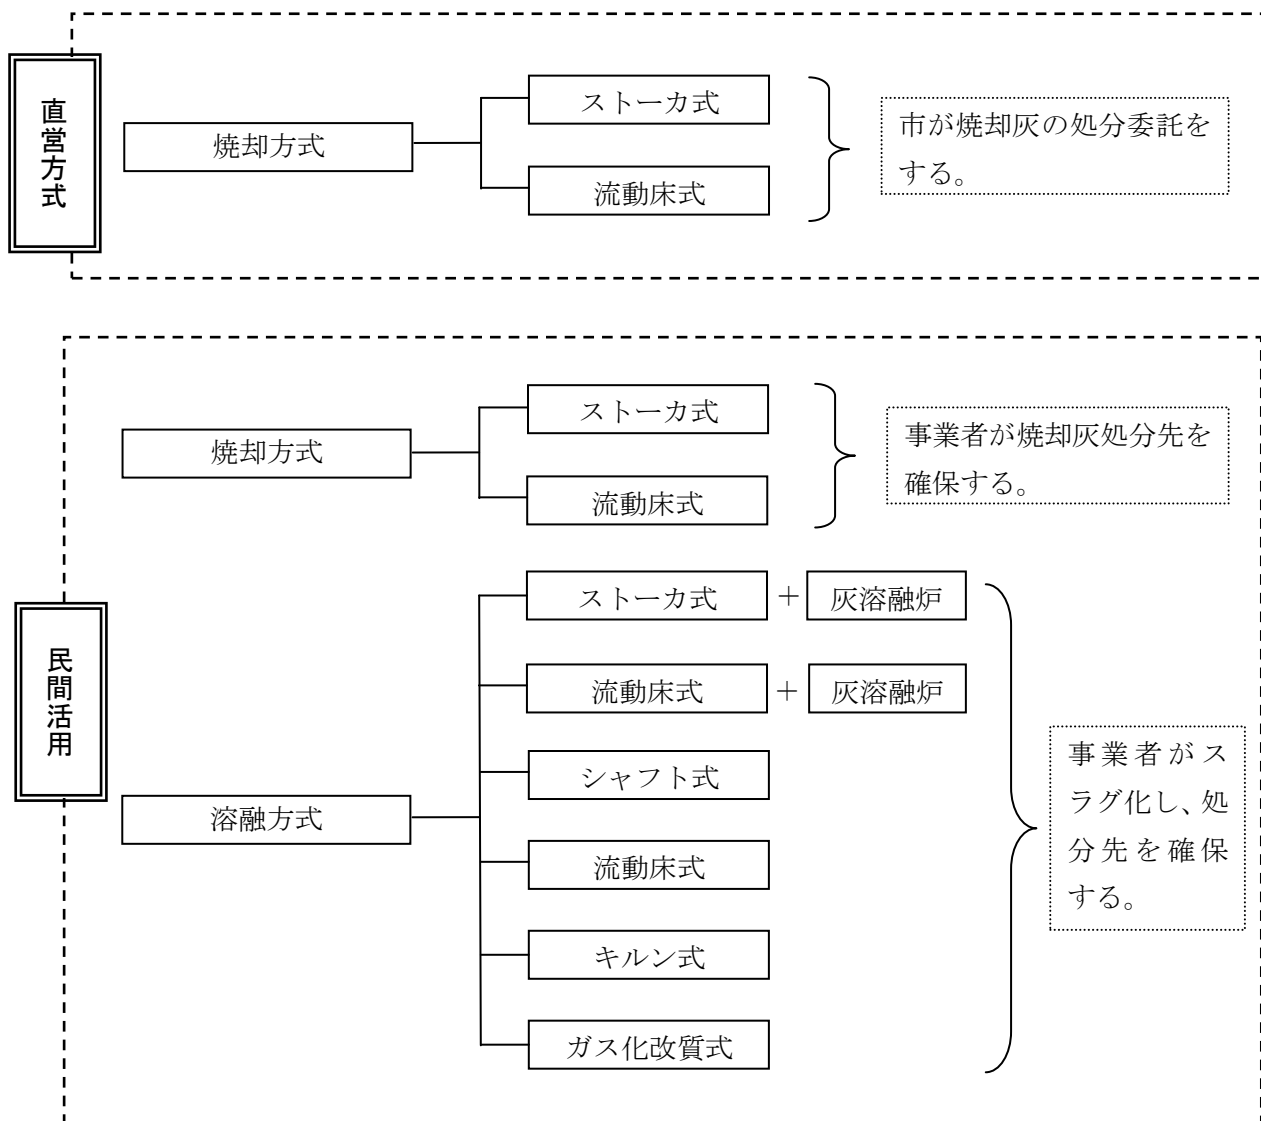 直営方式
焼却方式
ストーカ式
流動床式
市が焼却灰の処分委託を
する。
民間活用
焼却方式
ストーカ式
流動床式
事業者が焼却灰処分先を
確保する。
溶融方式
ストーカ式 + 灰溶融炉
流動床式 + 灰溶融炉
シャフト式
流動床式
キルン式
ガス化改質式
事業者がス
ラグ化し、処
分先を確保
する。